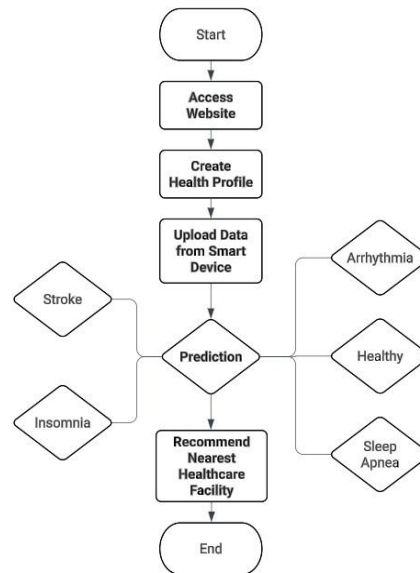 Start
Access
Website
Create
Health Profile
Upload Data
from Smart
Device
Arrhythmia
Stroke
Prediction
Healthy
Insomnia
Recommend
Nearest
Healthcare
Facility
Sleep
Apnea
End